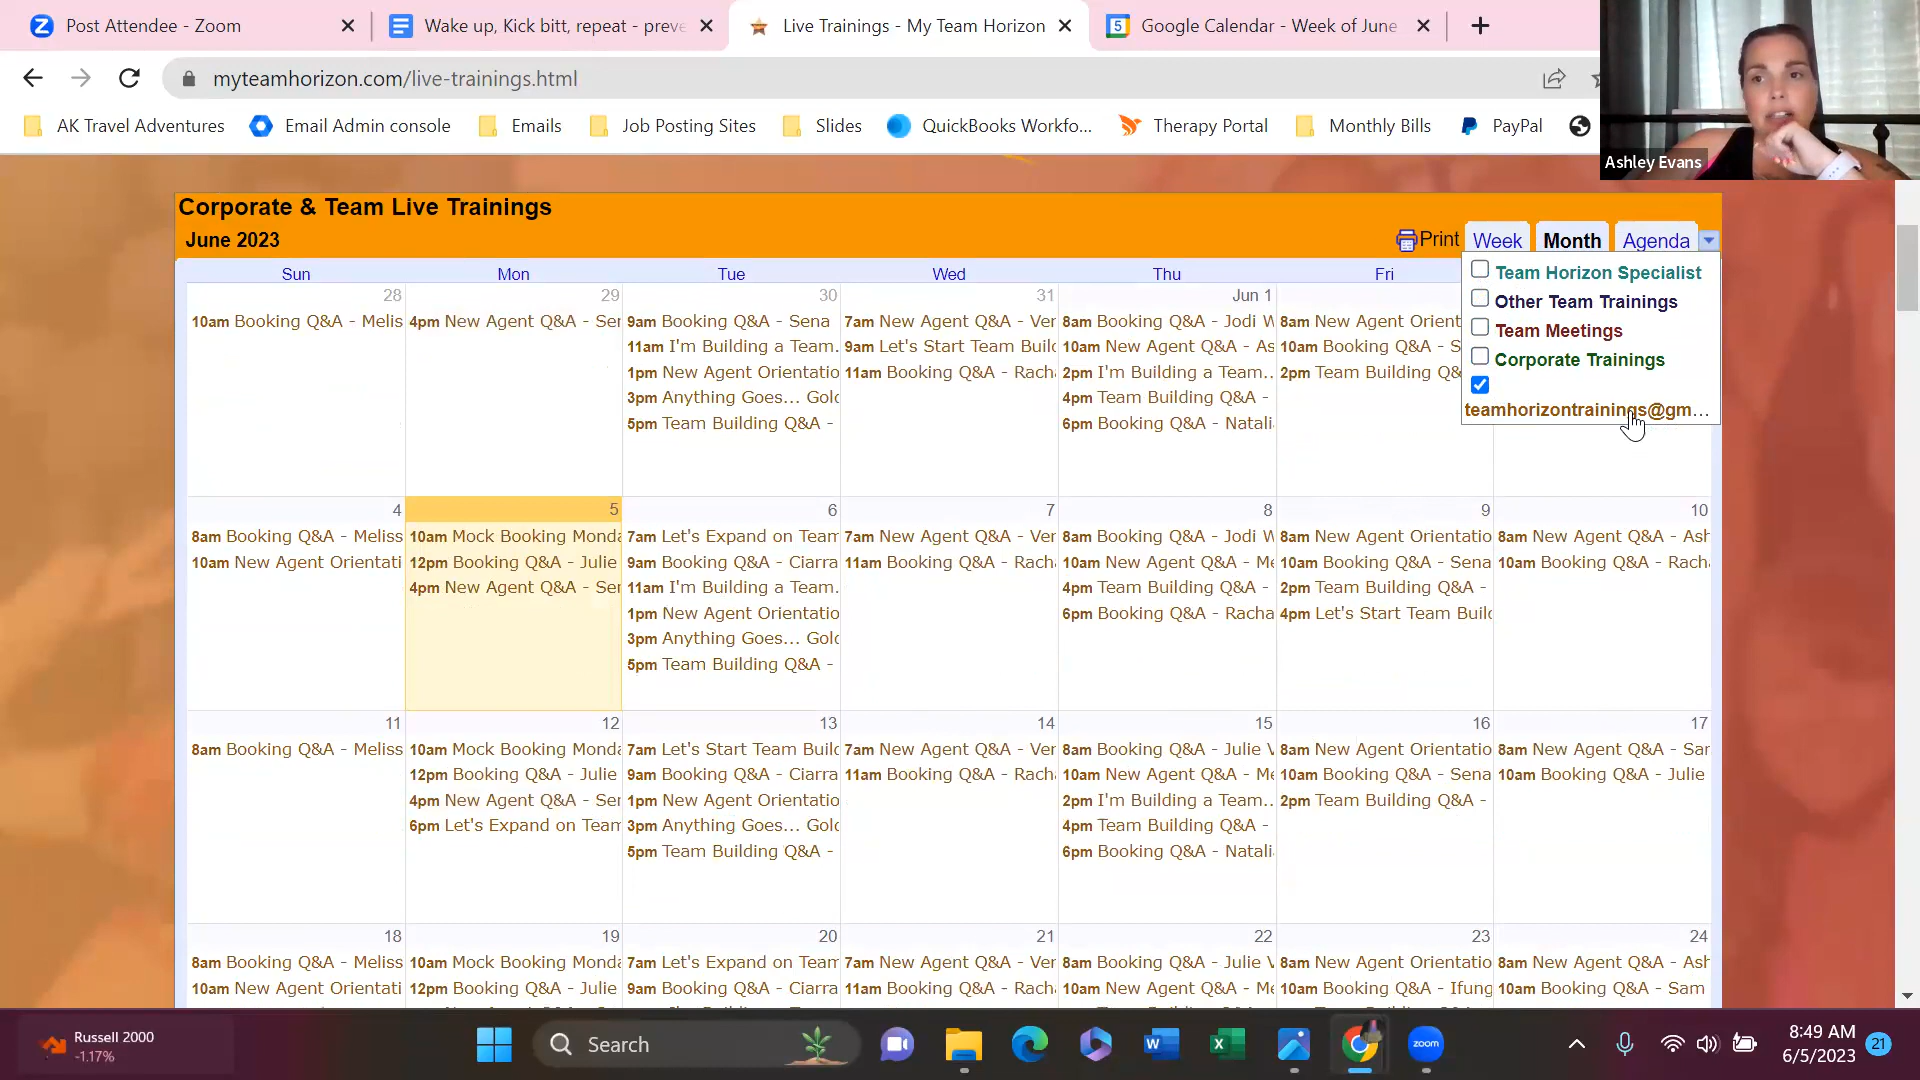 Post Attendee - Zoom
Wake up, Kick bitt, repeat - preve
Live Trainings - My Team Horizon
5
Google Calendar - Week of June
myteamhorizon.com/live-trainings.html
AK Travel Adventures
Email Admin console
Emails
Job Posting Sites
Slides
QuickBooks Workfo...
Therapy Portal
Monthly Bills
PayPal
Ashley Evans
Corporate & Team Live Trainings
June 2023
Print
Week
Month
Agenda
Team Horizon Specialist
Other Team Trainings
Team Meetings
Corporate Trainings
teamhorizontrainings@gm...
Sun Mon Tue Wed Thu Fri
28
10am Booking Q&A - Melis
29
4pm New Agent Q&A - Ser
30
9am Booking Q&A - Sena
11am I'm Building a Team.
1pm New Agent Orientatio
3pm Anything Goes... Gold
5pm Team Building Q&A -
31
7am New Agent Q&A - Ver
9am Let's Start Team Build
11am Booking Q&A - Racha
Jun 1
8am Booking Q&A - Jodi W
10am New Agent Q&A - As
2pm I'm Building a Team..
4pm Team Building Q&A -
6pm Booking Q&A - Natali
8am New Agent Orient
10am Booking Q&A - S
2pm Team Building Q&
4
8am Booking Q&A - Meliss
10am New Agent Orientati
5
10am Mock Booking Monda
12pm Booking Q&A - Julie
4pm New Agent Q&A - Ser
6
7am Let's Expand on Team
9am Booking Q&A - Ciarra
11am I'm Building a Team.
1pm New Agent Orientatio
3pm Anything Goes... Gold
5pm Team Building Q&A -
7
7am New Agent Q&A - Ver
11am Booking Q&A - Racha
8
8am Booking Q&A - Jodi W
10am New Agent Q&A - Me
4pm Team Building Q&A -
6pm Booking Q&A - Racha
9
8am New Agent Orientatio
10am Booking Q&A - Sena
2pm Team Building Q&A -
4pm Let's Start Team Build
10
8am New Agent Q&A - Ash
10am Booking Q&A - Racha
11
8am Booking Q&A - Meliss
12
10am Mock Booking Monda
12pm Booking Q&A - Julie
4pm New Agent Q&A - Ser
6pm Let's Expand on Team
13
7am Let's Start Team Build
9am Booking Q&A - Ciarra
1pm New Agent Orientatio
3pm Anything Goes... Gold
5pm Team Building Q&A -
14
7am New Agent Q&A - Ver
11am Booking Q&A - Racha
15
8am Booking Q&A - Julie V
10am New Agent Q&A - Me
2pm I'm Building a Team..
4pm Team Building Q&A -
6pm Booking Q&A - Natali
16
8am New Agent Orientatio
10am Booking Q&A - Sena
2pm Team Building Q&A -
17
8am New Agent Q&A - Sar
10am Booking Q&A - Julie
18
8am Booking Q&A - Meliss
10am New Agent Orientati
19
10am Mock Booking Monda
12pm Booking Q&A - Julie
20
7am Let's Expand on Team
9am Booking Q&A - Ciarra
21
7am New Agent Q&A - Ver
11am Booking Q&A - Racha
22
8am Booking Q&A - Julie V
10am New Agent Q&A - Me
23
8am New Agent Orientatio
10am Booking Q&A - Ifung
24
8am New Agent Q&A - Ash
10am Booking Q&A - Sam
Russell 2000
-1.17%
Search
zoom
8:49 AM
6/5/2023
21